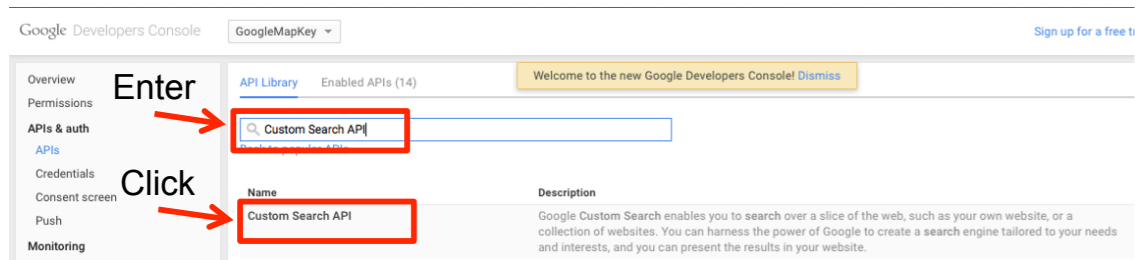 Google Developers Console GoogleMapKey Sign up for a free
Overview
Permissions
APIs & auth
APIs
Credentials
Consent screen
Push
Monitoring
Enter
Click
API Library Enabled APIs (14)
Welcome to the new Google Developers Console! Dismiss
Custom Search API
Back to popular APIs
Name Description
Custom Search API
Google Custom Search enables you to search over a slice of the web, such as your own website, or a
collection of websites. You can harness the power of Google to create a search engine tailored to your needs
and interests, and you can present the results in your website.